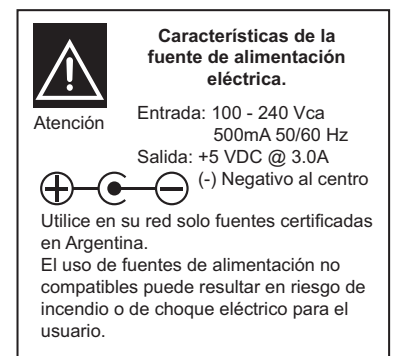 Características de la
fuente de alimentación
eléctrica.
Atención
Entrada: 100 - 240 Vca
500mA 50/60 Hz
Salida: +5 VDC @ 3.0A
(-) Negativo al centro
Utilice en su red solo fuentes certificadas
en Argentina.
El uso de fuentes de alimentación no
compatibles puede resultar en riesgo de
incendio o de choque eléctrico para el
usuario.